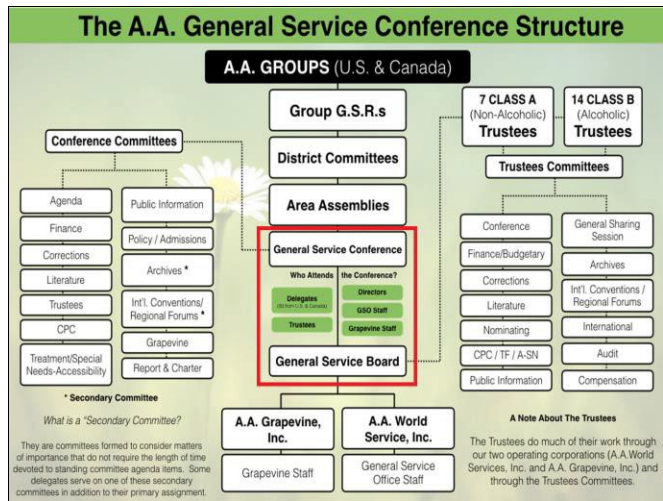 The A.A. General Service Conference Structure
A.A. GROUPS (U.S. & Canada)
Group G.S.R.s
District Committees
Area Assemblies
General Service Conference
Who Attends the Conference?
Delegates
Trustees
Directors
GSO Staff
Grapevine Staff
General Service Board
A.A. Grapevine,
Inc.
Grapevine Staff
A.A. World
Service, Inc.
General Service
Office Staff
Conference Committees
Agenda
Finance
Corrections
Literature
Trustees
CPC
Treatment/Special
Needs-Accessibility
Public Information
Policy / Admissions
Archives *
Int'l. Conventions/
Regional Forums *
Grapevine
Report & Charter
* Secondary Committee
What is a "Secondary Committee?
They are committees formed to consider matters
of importance that do not require the length of time
devoted to standing committee agenda items. Some
delegates serve on one of these secondary
committees in addition to their primary assignment.
7 CLASS A
(Non-Alcoholic)
Trustees
14 CLASS B
(Alcoholic)
Trustees
Trustees Committees
Conference
Finance/Budgetary
Corrections
Literature
Nominating
CPC / TF / A-SN
Public Information
General Sharing
Session
Archives
Int'l. Conventions /
Regional Forums
International
Audit
Compensation
A Note About The Trustees
The Trustees do much of their work through
our two operating corporations (A.A.World
Services, Inc. and A.A. Grapevine, Inc.) and
through the Trustees Committees.